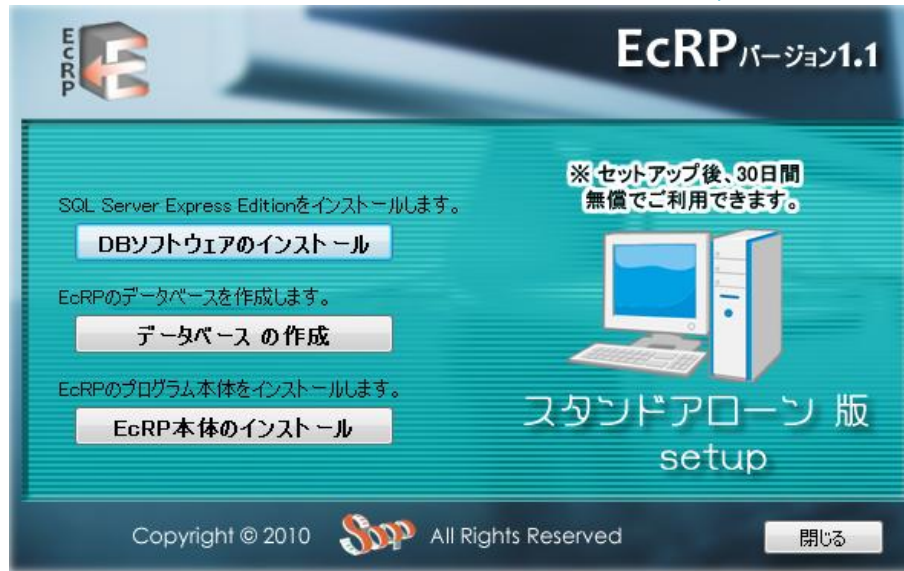 ECRP
EcRPバージョン1.1
※ セットアップ後、30日間
無償でご利用できます。
SQL Server Express Editionをインストールします。
DBソフトウェアのインストール
EcRPのデータベースを作成します。
データベース の作成
EcRPのプログラム本体をインストールします。
EcRP本体のインストール
スタンドアローン 版
setup
Copyright © 2010 Sopp All Rights Reserved
閉じる